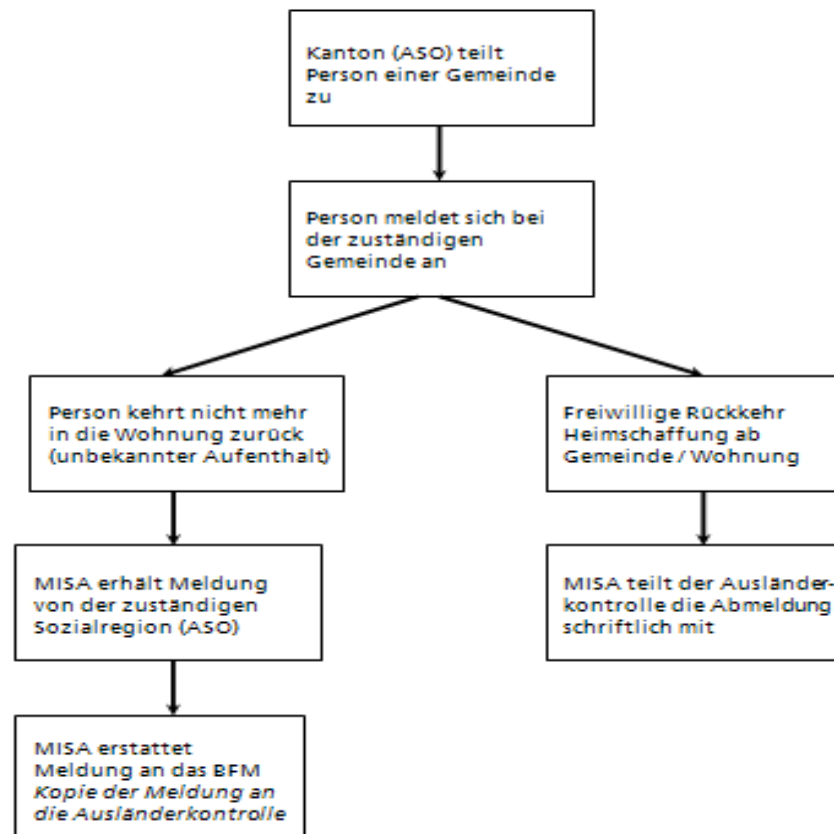 Kanton (ASO) teilt
Person einer Gemeinde
zu
Person meldet sich bei
der zuständigen
Gemeinde an
Person kehrt nicht mehr
in die Wohnung zurück
(unbekannter Aufenthalt)
Freiwillige Rückkehr
Heimschaffung ab
Gemeinde / Wohnung
MISA erhält Meldung
von der zuständigen
Sozialregion (ASO)
MISA teilt der Ausländer-
kontrolle die Abmeldung
schriftlich mit
MISA erstattet
Meldung an das BFM
Kopie der Meldung an
die Ausländerkontrolle